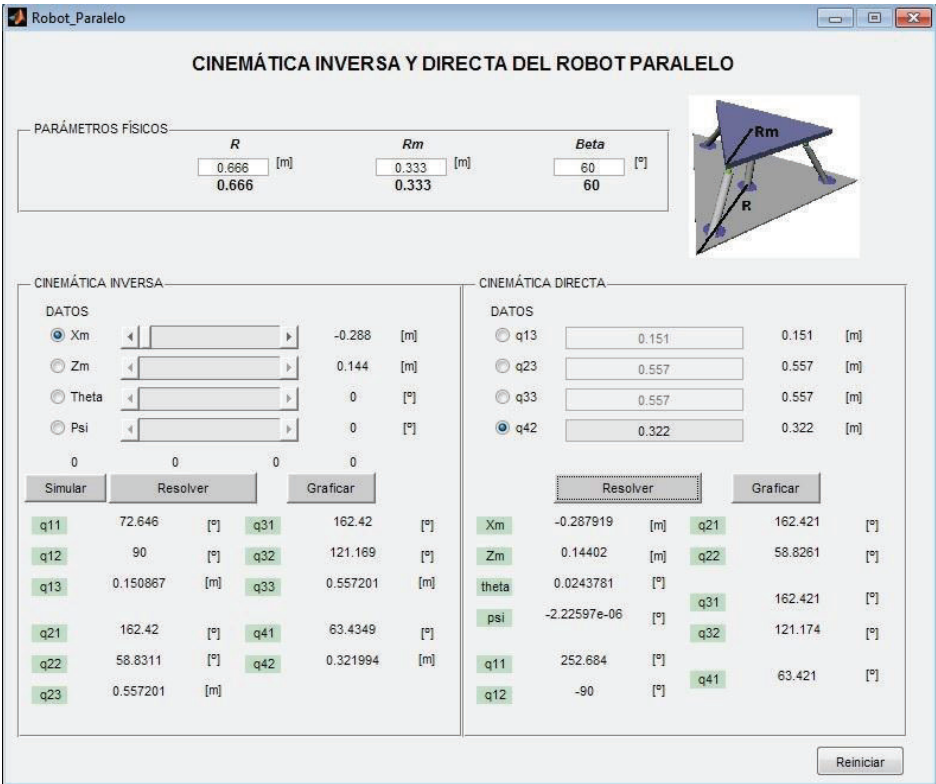 Robot_Paralelo
CINEMÁTICA INVERSA Y DIRECTA DEL ROBOT PARALELO
PARÁMETROS FÍSICOS
R Rm Beta
0.666 [m] 0.333 [m] 60 [º]
0.666 0.333 60
Rm
R
CINEMÁTICA INVERSA
DATOS
Xm -0.288 [m]
Zm 0.144 [m]
Theta 0 [º]
Psi 0 [º]
0 0 0 0
Simular Resolver Graficar
q11 72.646 [º] q31 162.42 [º]
q12 90 [º] q32 121.169 [º]
q13 0.150867 [m] q33 0.557201 [m]
q21 162.42 [º] q41 63.4349 [º]
q22 58.8311 [º] q42 0.321994 [m]
q23 0.557201 [m]
CINEMÁTICA DIRECTA
DATOS
q13 0.151 0.151 [m]
q23 0.557 0.557 [m]
q33 0.557 0.557 [m]
q42 0.322 0.322 [m]
Resolver Graficar
Xm -0.287919 [m] q21 162.421 [º]
Zm 0.14402 [m] q22 58.8261 [º]
theta 0.0243781 [º]
q31 162.421 [º]
psi -2.22597e-06 [º]
q32 121.174 [º]
q11 252.684 [º]
q41 63.421 [º]
q12 -90 [º]
Reiniciar